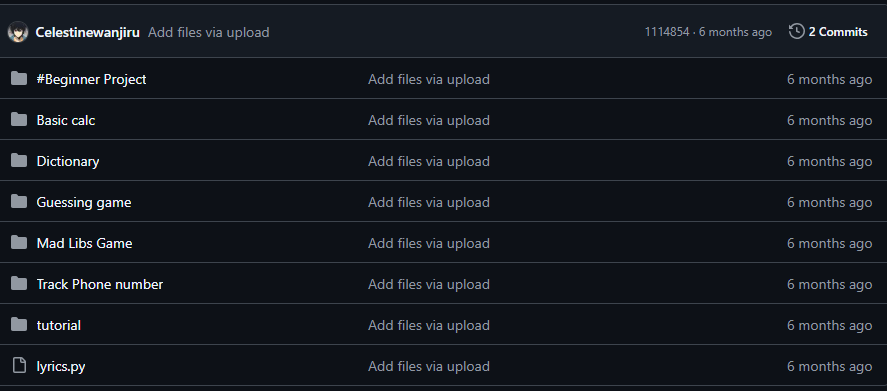 Celestinewanjiru Add files via upload 1114854 · 6 months ago 2 Commits
#Beginner Project Add files via upload 6 months ago
Basic calc Add files via upload 6 months ago
Dictionary Add files via upload 6 months ago
Guessing game Add files via upload 6 months ago
Mad Libs Game Add files via upload 6 months ago
Track Phone number Add files via upload 6 months ago
tutorial Add files via upload 6 months ago
lyrics.py Add files via upload 6 months ago